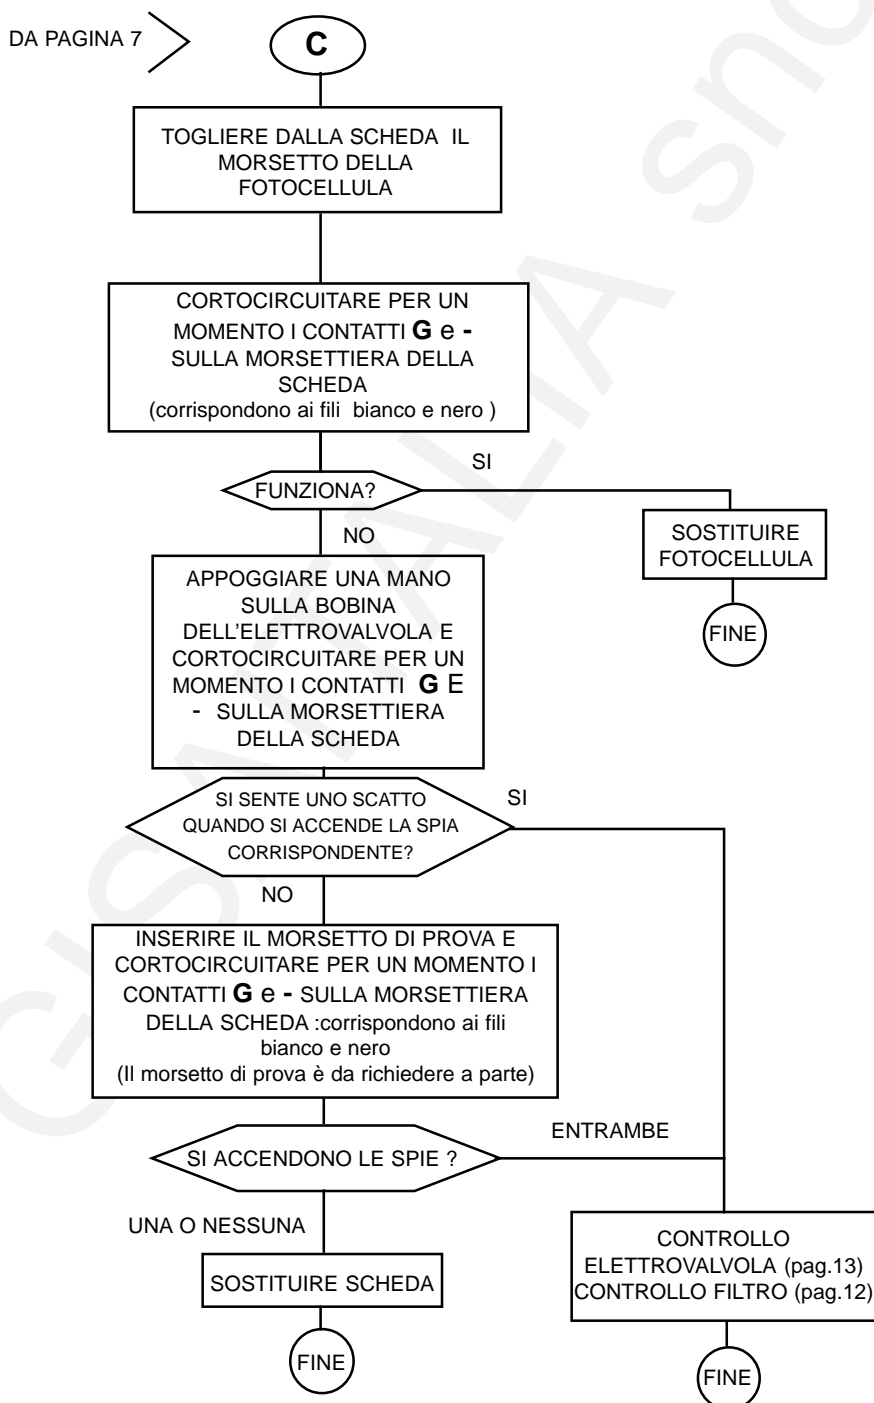 DA PAGINA 7
C
TOGLIERE DALLA SCHEDA IL
MORSETTO DELLA
FOTOCELLULA
CORTOCIRCUITARE PER UN
MOMENTO I CONTATTI G e -
SULLA MORSETTIERA DELLA
SCHEDA
(corrispondono ai fili bianco e nero )
FUNZIONA?
SI
NO
SOSTITUIRE
FOTOCELLULA
FINE
APPOGGIARE UNA MANO
SULLA BOBINA
DELL'ELETTROVALVOLA E
CORTOCIRCUITARE PER UN
MOMENTO I CONTATTI G E
- SULLA MORSETTIERA
DELLA SCHEDA
SI SENTE UNO SCATTO
QUANDO SI ACCENDE LA SPIA
CORRISPONDENTE?
SI
NO
INSERIRE IL MORSETTO DI PROVA E
CORTOCIRCUITARE PER UN MOMENTO I
CONTATTI G e - SULLA MORSETTIERA
DELLA SCHEDA :corrispondono ai fili
bianco e nero
(Il morsetto di prova è da richiedere a parte)
SI ACCENDONO LE SPIE ?
ENTRAMBE
UNA O NESSUNA
SOSTITUIRE SCHEDA
FINE
CONTROLLO
ELETTROVALVOLA (pag.13)
CONTROLLO FILTRO (pag.12)
FINE
GISAITALIA snc